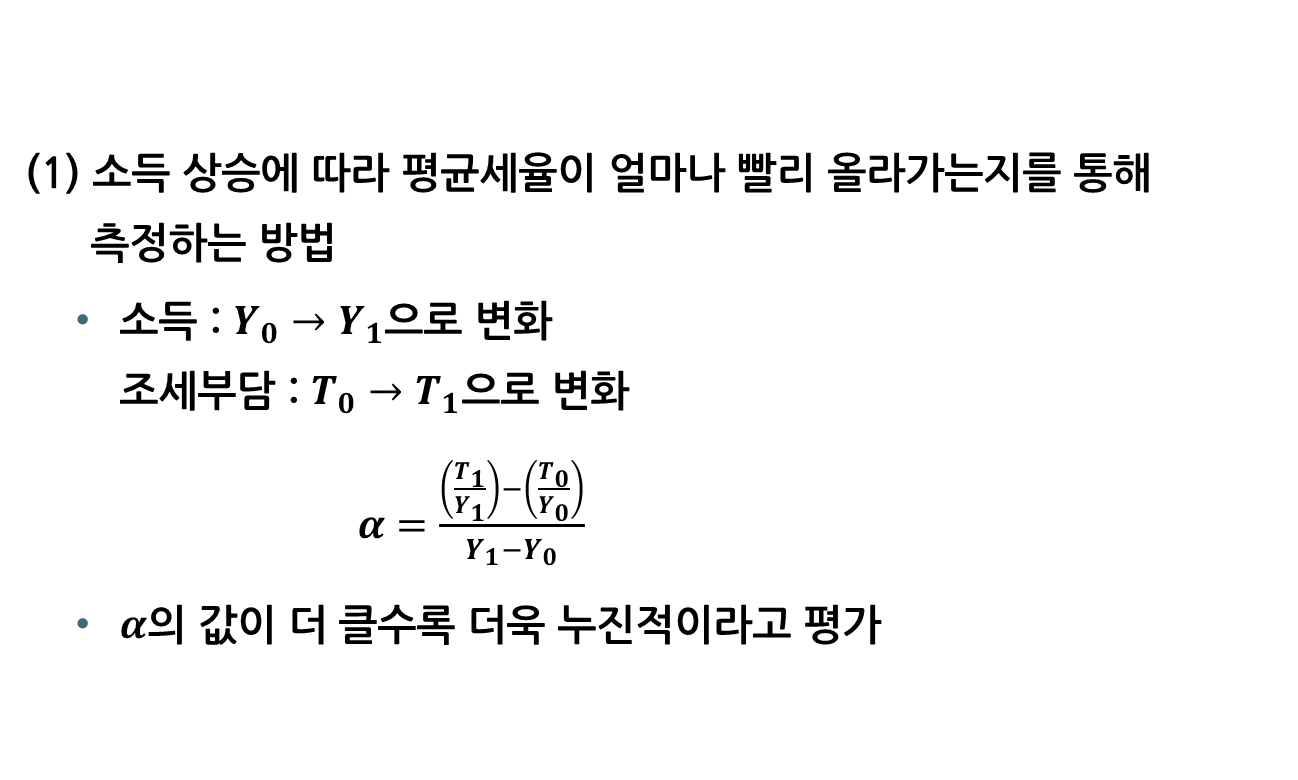 (1) 소득 상승에 따라 평균세율이 얼마나 빨리 올라가는지를 통해
측정하는 방법
• 소득 : Y₀ → Y₁으로 변화
조세부담 : T₀ → T₁으로 변화
α = ((T₁/Y₁)−(T₀/Y₀))/(Y₁−Y₀)
• α의 값이 더 클수록 더욱 누진적이라고 평가